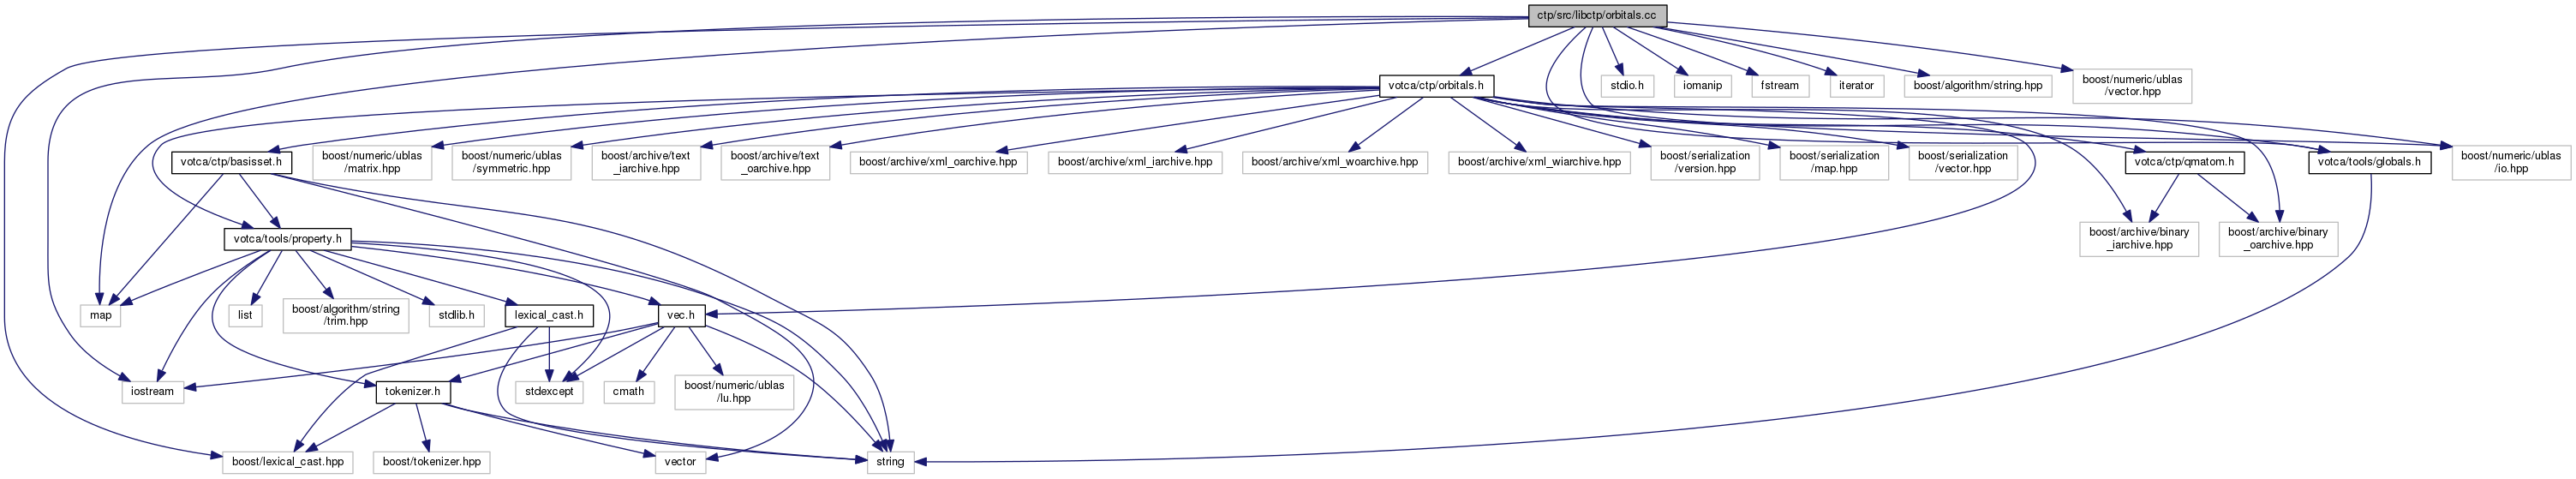 ctp/src/libctp/orbitals.cc
votca/ctp/orbitals.h
stdio.h
iomanip
fstream
iterator
boost/algorithm/string.hpp
boost/numeric/ublas
/vector.hpp
votca/ctp/basisset.h
boost/numeric/ublas
/matrix.hpp
boost/numeric/ublas
/symmetric.hpp
boost/archive/text
_iarchive.hpp
boost/archive/text
_oarchive.hpp
boost/archive/xml_oarchive.hpp
boost/archive/xml_iarchive.hpp
boost/archive/xml_woarchive.hpp
boost/archive/xml_wiarchive.hpp
boost/serialization
/version.hpp
boost/serialization
/map.hpp
boost/serialization
/vector.hpp
votca/ctp/qmatom.h
votca/tools/globals.h
boost/numeric/ublas
/io.hpp
votca/tools/property.h
boost/archive/binary
_iarchive.hpp
boost/archive/binary
_oarchive.hpp
map
list
boost/algorithm/string
/trim.hpp
stdlib.h
lexical_cast.h
vec.h
iostream
tokenizer.h
stdexcept
cmath
boost/numeric/ublas
/lu.hpp
boost/lexical_cast.hpp
boost/tokenizer.hpp
vector
string